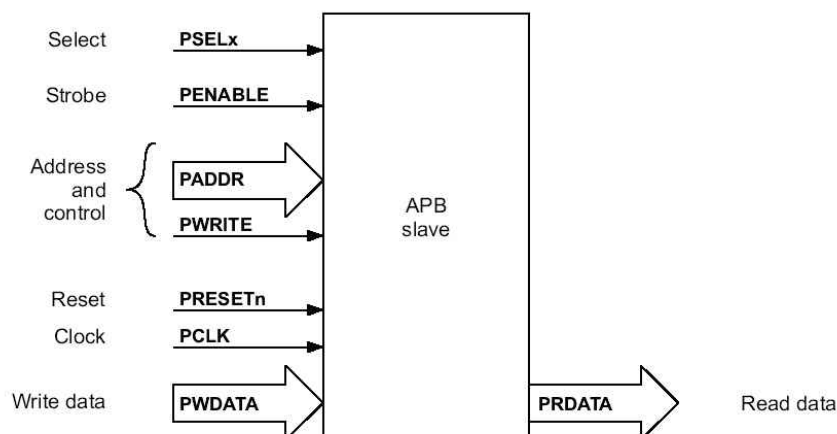 Select
PSELx
Strobe
PENABLE
Address
and
control
PADDR
PWRITE
APB
slave
Reset
PRESETn
Clock
PCLK
Write data
PWDATA
PRDATA
Read data